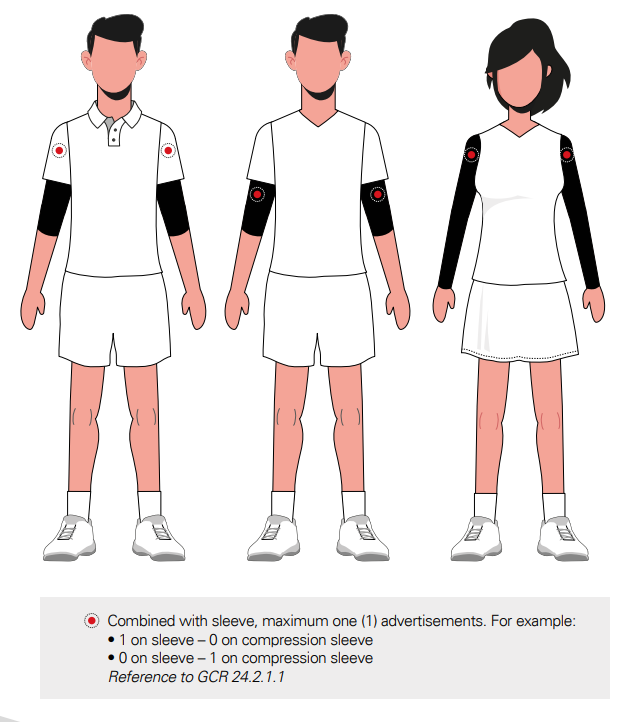 Combined with sleeve, maximum one (1) advertisements. For example:
• 1 on sleeve – 0 on compression sleeve
• 0 on sleeve – 1 on compression sleeve
Reference to GCR 24.2.1.1